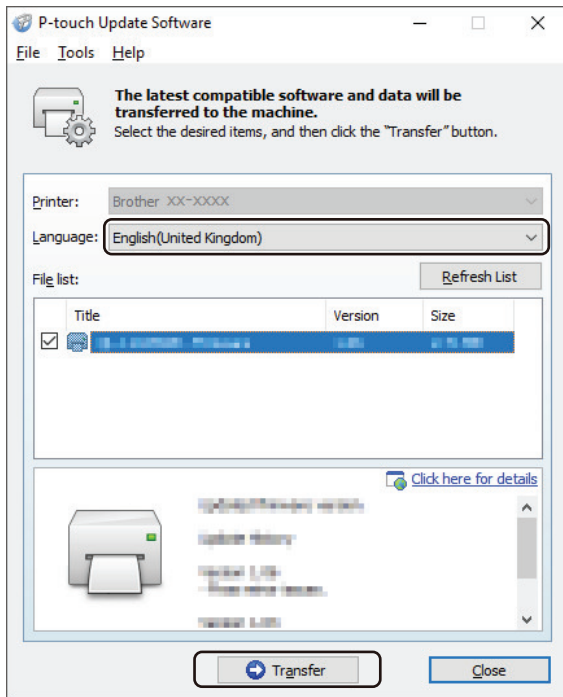 P-touch Update Software
File Tools Help
The latest compatible software and data will be
transferred to the machine.
Select the desired items, and then click the "Transfer" button.
Printer: Brother XX-XXXX
Language: English(United Kingdom)
File list: Refresh List
Title Version Size
Click here for details
Transfer Close